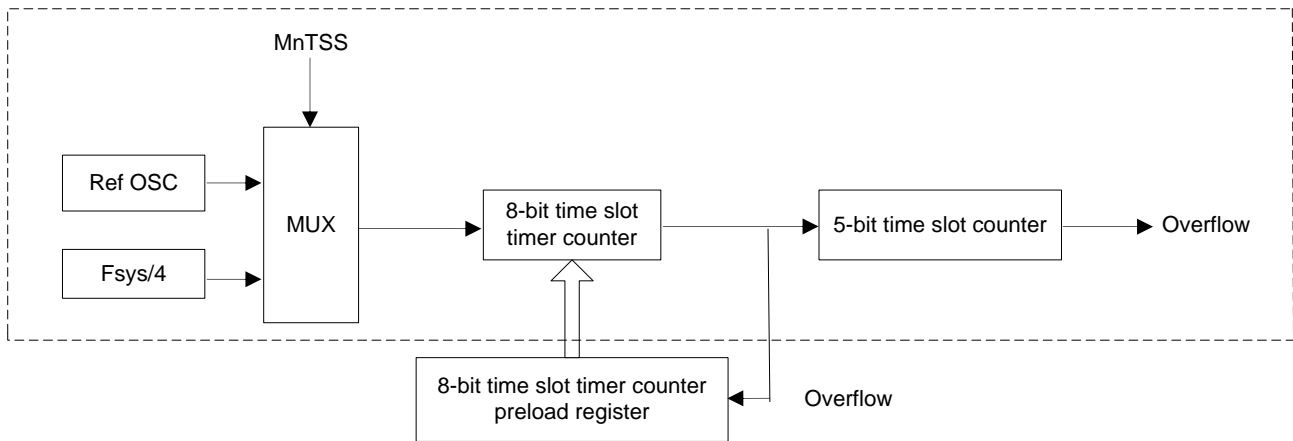 MnTSS
Ref OSC
MUX
Fsys/4
8-bit time slot
timer counter
5-bit time slot counter
Overflow
8-bit time slot timer counter
preload register
Overflow